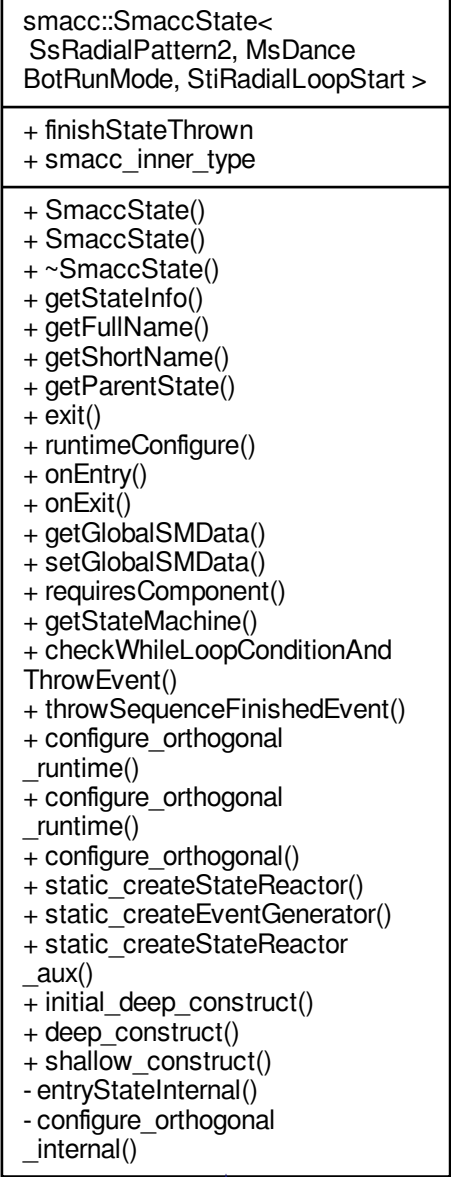 smacc::SmaccState<
SsRadialPattern2, MsDance
BotRunMode, StiRadialLoopStart >
+ finishStateThrown
+ smacc_inner_type
+ SmaccState()
+ SmaccState()
+ ~SmaccState()
+ getStateInfo()
+ getFullName()
+ getShortName()
+ getParentState()
+ exit()
+ runtimeConfigure()
+ onEntry()
+ onExit()
+ getGlobalSMData()
+ setGlobalSMData()
+ requiresComponent()
+ getStateMachine()
+ checkWhileLoopConditionAnd
ThrowEvent()
+ throwSequenceFinishedEvent()
+ configure_orthogonal
_runtime()
+ configure_orthogonal
_runtime()
+ configure_orthogonal()
+ static_createStateReactor()
+ static_createEventGenerator()
+ static_createStateReactor
_aux()
+ initial_deep_construct()
+ deep_construct()
+ shallow_construct()
- entryStateInternal()
- configure_orthogonal
_internal()